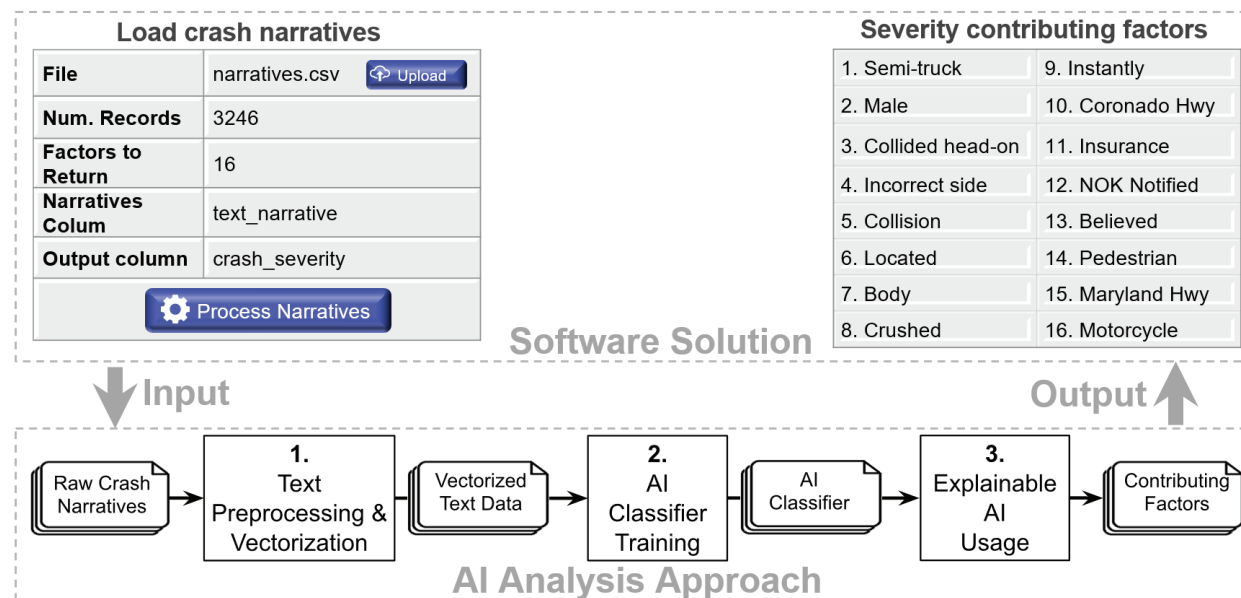 Load crash narratives
File narratives.csv Upload
Num. Records 3246
Factors to
Return
16
Narratives
Colum
text_narrative
Output column crash_severity
Process Narratives
Severity contributing factors
1. Semi-truck 9. Instantly
2. Male 10. Coronado Hwy
3. Collided head-on 11. Insurance
4. Incorrect side 12. NOK Notified
5. Collision 13. Believed
6. Located 14. Pedestrian
7. Body 15. Maryland Hwy
8. Crushed 16. Motorcycle
Software Solution
Input
Output
Raw Crash
Narratives
1.
Text
Preprocessing &
Vectorization
Vectorized
Text Data
2.
AI
Classifier
Training
AI
Classifier
3.
Explainable
AI
Usage
Contributing
Factors
AI Analysis Approach